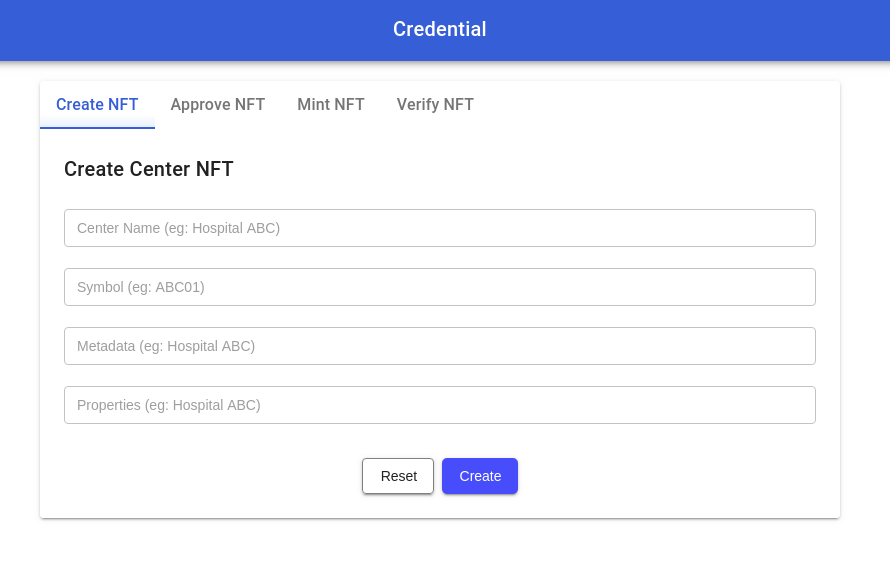 Credential
Create NFT Approve NFT Mint NFT Verify NFT
Create Center NFT
Center Name (eg: Hospital ABC)
Symbol (eg: ABC01)
Metadata (eg: Hospital ABC)
Properties (eg: Hospital ABC)
Reset Create